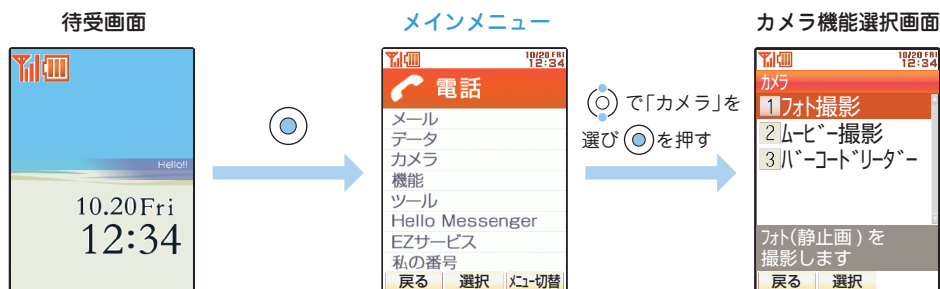 待受画面
Hello!!
10.20Fri
12:34
メインメニュー
10/20 FRI
12:34
電話
メール
データ
カメラ
機能
ツール
Hello Messenger
EZサービス
私の番号
戻る 選択 ﾒﾆｭｰ切替
で「カメラ」を
選び を押す
カメラ機能選択画面
10/20 FRI
12:34
ｶﾒﾗ
1 ﾌｫﾄ撮影
2 ﾑｰﾋﾞｰ撮影
3 ﾊﾞｰｺｰﾄﾞﾘｰﾀﾞｰ
ﾌｫﾄ(静止画)を
撮影します
戻る 選択